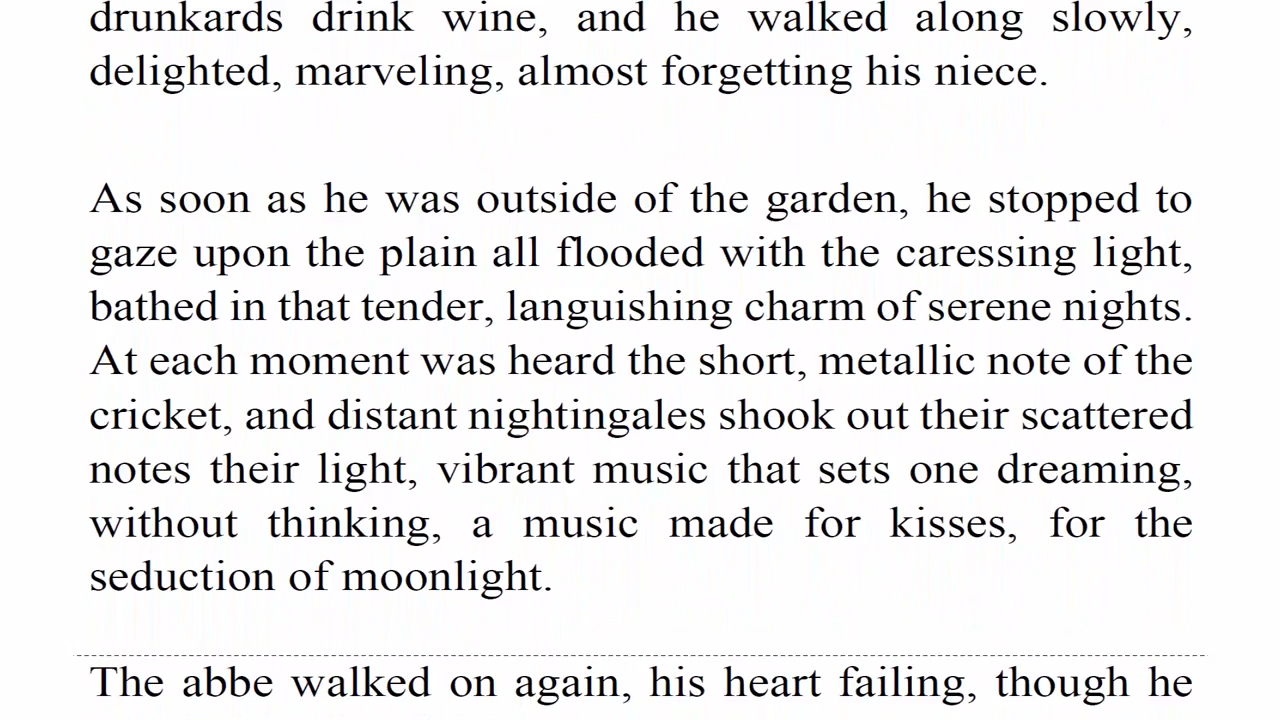 drunkards drink wine, and he walked along slowly,
delighted, marveling, almost forgetting his niece.
As soon as he was outside of the garden, he stopped to
gaze upon the plain all flooded with the caressing light,
bathed in that tender, languishing charm of serene nights.
At each moment was heard the short, metallic note of the
cricket, and distant nightingales shook out their scattered
notes their light, vibrant music that sets one dreaming,
without thinking, a music made for kisses, for the
seduction of moonlight.
The abbe walked on again, his heart failing, though he